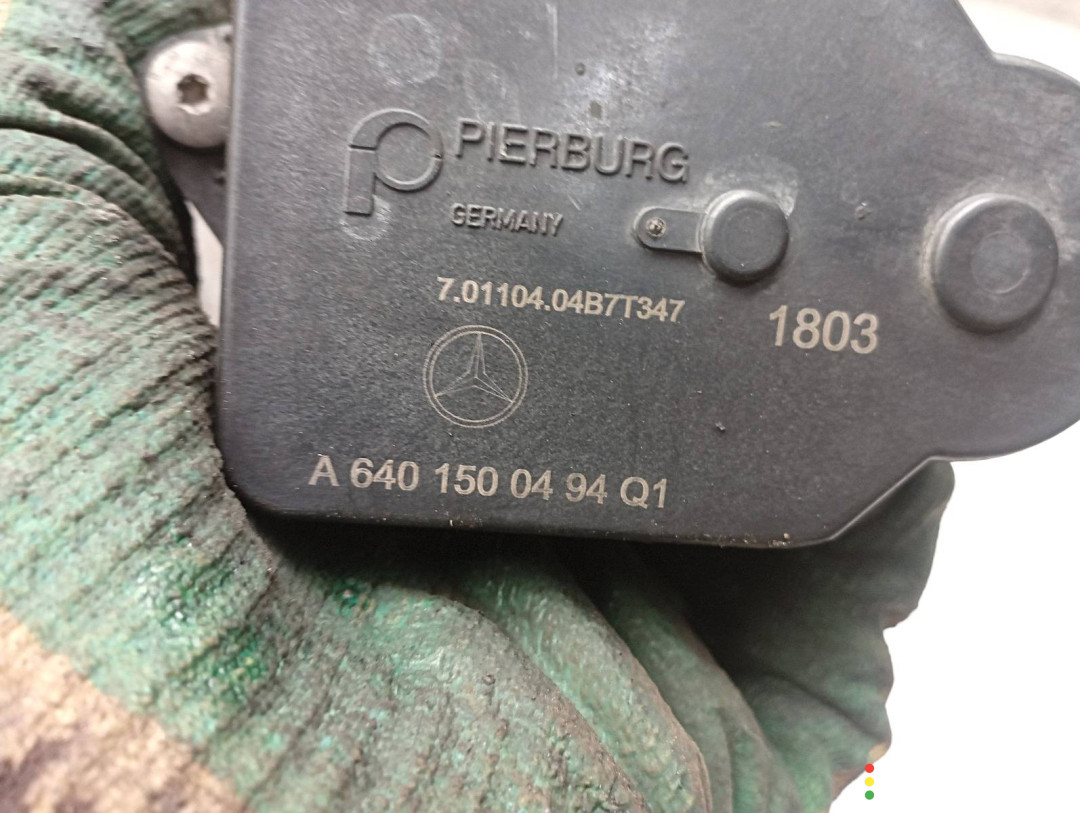 PIERBURG
GERMANY
7.01104.04B7T347
1803
A 640 150 04 94 Q1